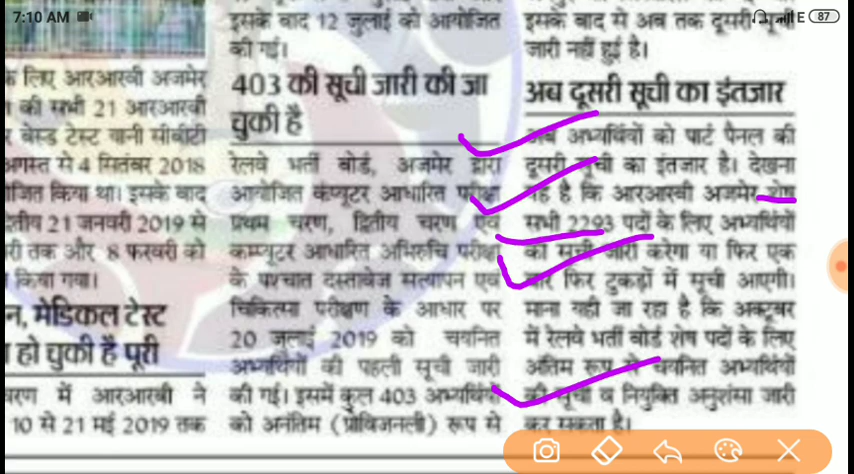 7:10 AM
87
के लिए आरआरबी अजमेर
की सभी 21 आरआरबी
बेस्ड टेस्ट यानी सीबीटी
अगस्त से 4 सितंबर 2018
किया था। इसके बाद
21 जनवरी 2019 से
तक और 8 फरवरी को
किया गया।
मेडिकल टेस्ट
हो चुकी है पूरी
में आरआरबी ने
10 से 21 मई 2019 तक
इसके बाद 12 जुलाई को आयोजित
की गई।
403 की सूची जारी की जा
चुकी है
रेलवे भर्ती बोर्ड, अजमेर द्वारा
आयोजित कंप्यूटर आधारित परीक्षा
प्रथम चरण, द्वितीय चरण एवं
कम्प्यूटर आधारित अभिरुचि परीक्षा
के पश्चात दस्तावेज सत्यापन एवं
चिकित्सा परीक्षण के आधार पर
20 जुलाई 2019 को चयनित
अभ्यर्थियों की पहली सूची जारी
की गई। इसमें कुल 403 अभ्यर्थियों
को अनंतिम (प्रोविजनली) रूप से
इसके बाद से अब तक दूसरी सूची
जारी नहीं हुई है।
अब दूसरी सूची का इंतजार
अब अभ्यर्थियों को पार्ट पैनल की
दूसरी सूची का इंतजार है। देखना
यह है कि आरआरबी अजमेर शेष
सभी 2293 पदों के लिए अभ्यर्थियों
की सूची जारी करेगा या फिर एक
बार फिर टुकड़ों में सूची आएगी।
माना यही जा रहा है कि अक्टूबर
में रेलवे भर्ती बोर्ड शेष पदों के लिए
अंतिम रूप से चयनित अभ्यर्थियों
की सूची व नियुक्ति अनुशंसा जारी
कर सकता है।